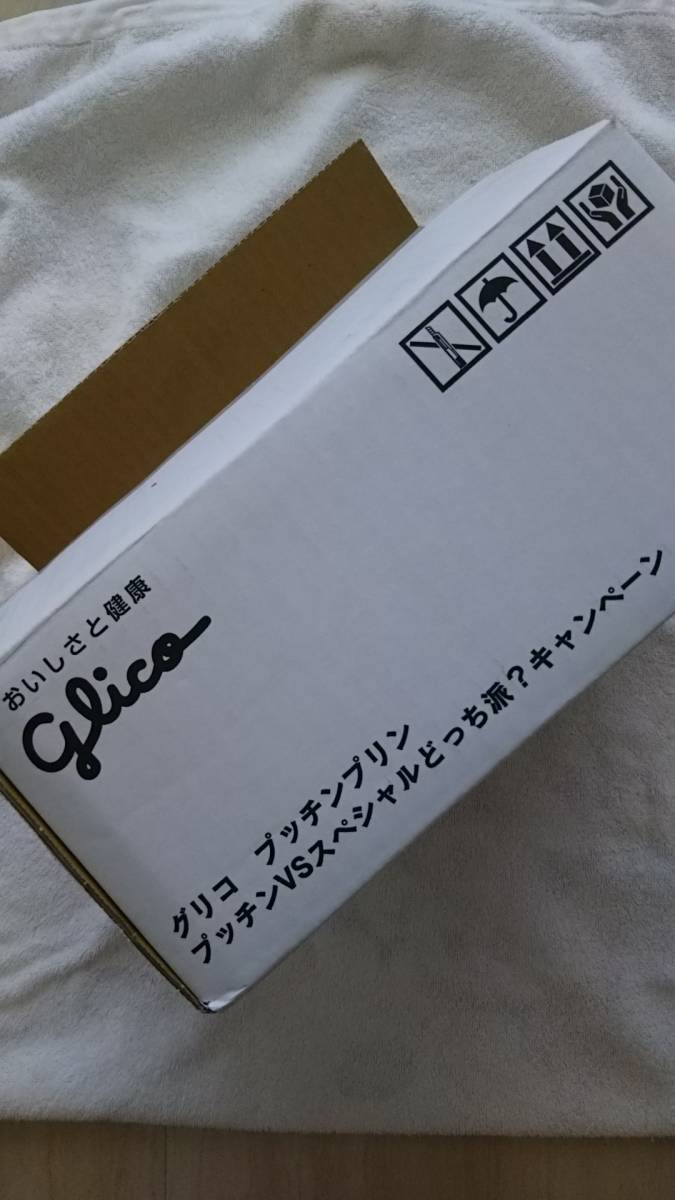 おいしさと健康
Glico
グリコ　プッチンプリン
プッチンVSスペシャルどっち派？キャンペーン